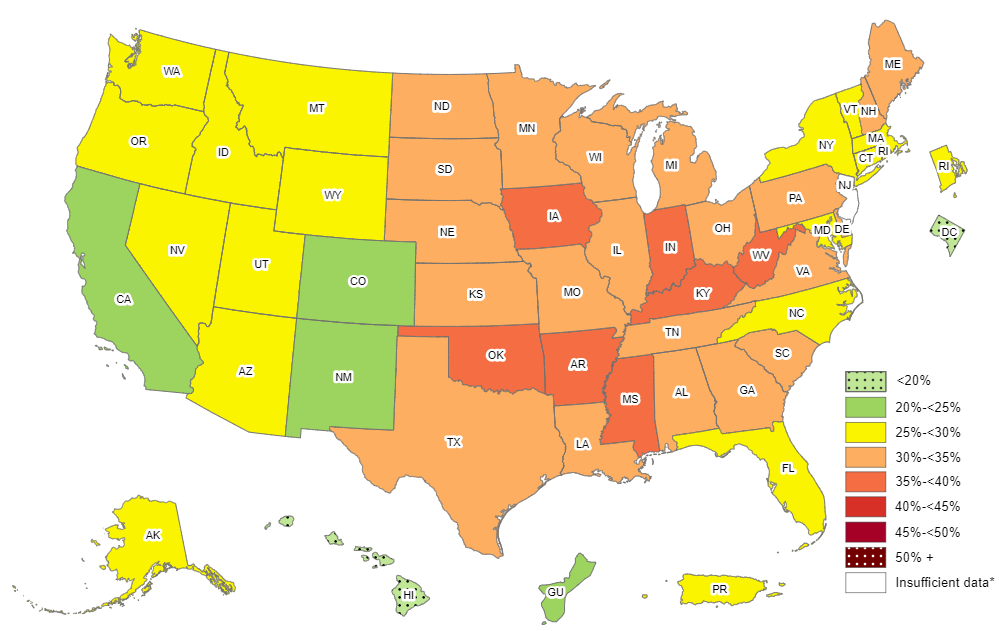 ME
WA
MT
ND
MN
VT
NH
OR
ID
SD
WI
MI
NY
MA
CT
RI
RI
WY
IA
NJ
PA
NE
OH
DC
NV
UT
CO
IL
IN
WV
MD
DE
CA
KS
MO
KY
VA
AZ
NM
OK
AR
TN
NC
SC
MS
AL
GA
TX
LA
FL
AK
HI
GU
PR
<20%
20%-<25%
25%-<30%
30%-<35%
35%-<40%
40%-<45%
45%-<50%
50% +
Insufficient data*